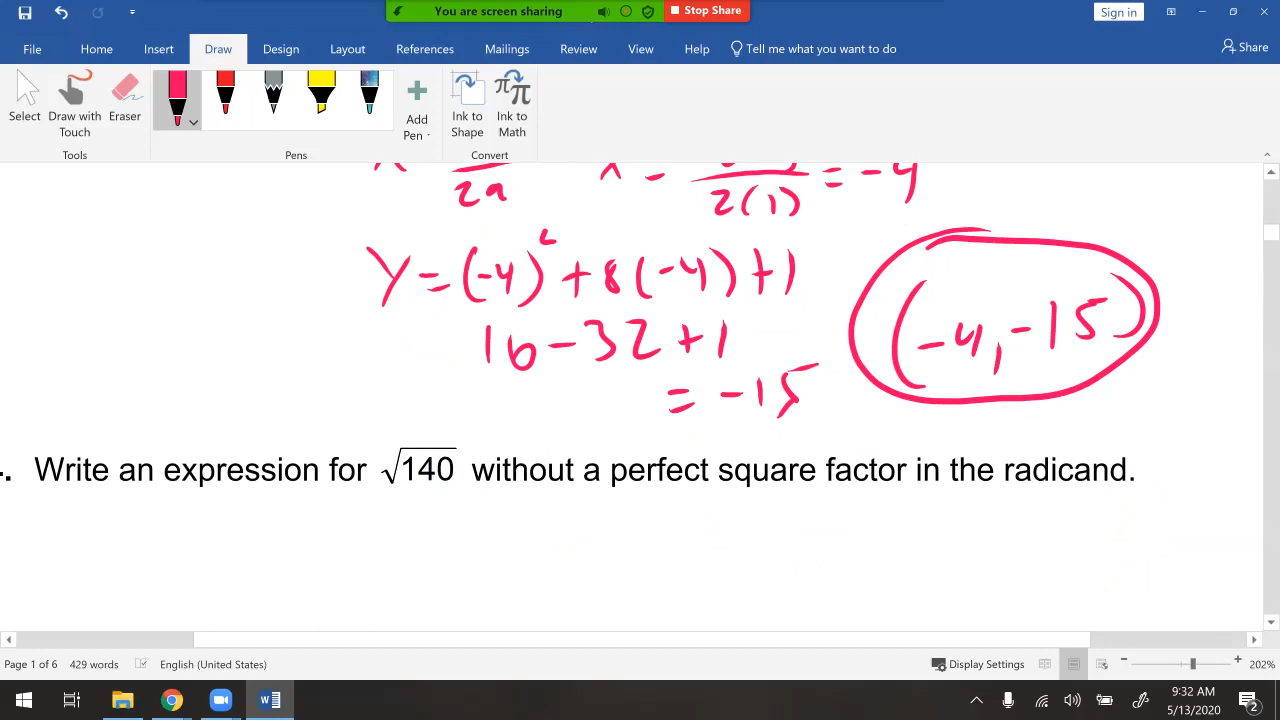 You are screen sharing Stop Share
Sign in
File Home Insert Draw Design Layout References Mailings Review View Help Tell me what you want to do Share
Select Draw with Touch Eraser Add Pen Ink to Shape Ink to Math
Tools Pens Convert
2a 2(1) = -4
y = (-4)² + 8(-4) + 1
16 - 32 + 1
= -15
(-4, -15)
. Write an expression for √140 without a perfect square factor in the radicand.
Page 1 of 6 429 words English (United States) Display Settings 202%
9:32 AM
5/13/2020
2